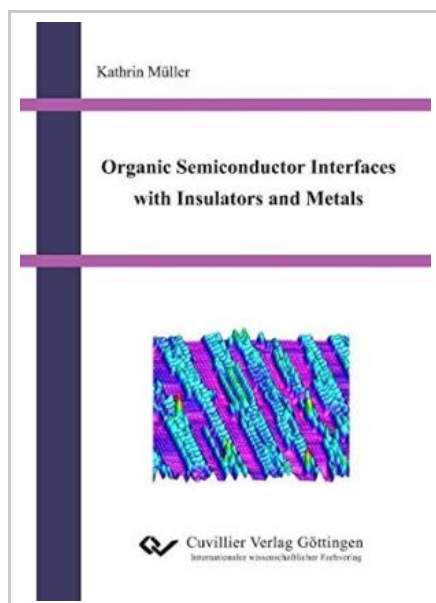 Kathrin Müller
Organic Semiconductor Interfaces
with Insulators and Metals
Cuvillier Verlag Göttingen
Internationaler wissenschaftlicher Fachverlag